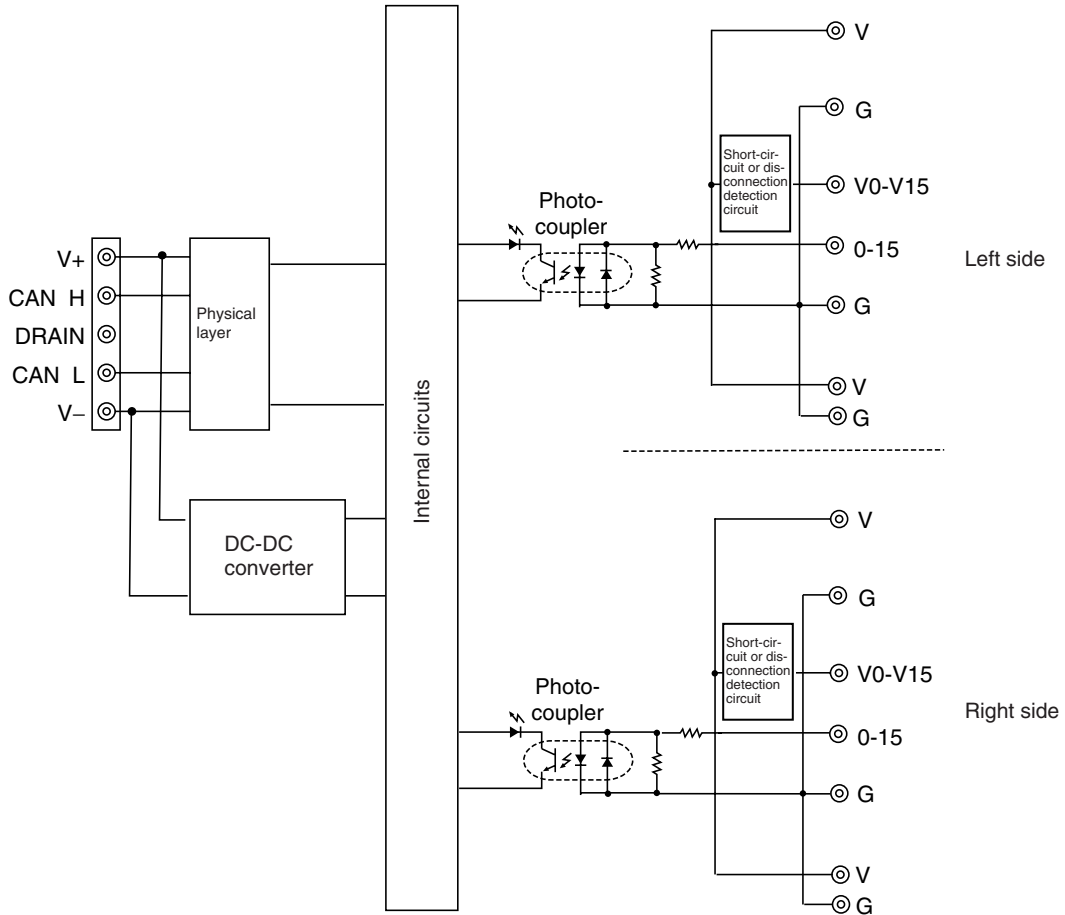 V
G
Short-cir-
cuit or dis-
connection
detection
circuit
V0-V15
Photo-
coupler
0-15
Left side
G
V
G
V+
CAN H
DRAIN
CAN L
V–
Physical
layer
Internal circuits
DC-DC
converter
V
G
Short-cir-
cuit or dis-
connection
detection
circuit
V0-V15
Photo-
coupler
0-15
Right side
G
V
G